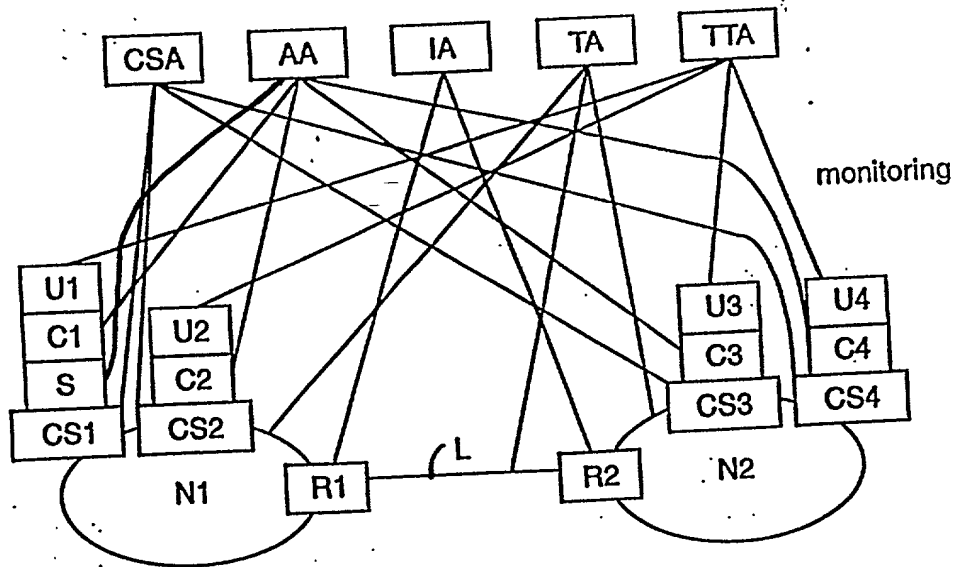 CSA AA IA TA TTA
monitoring
U1 U2 U3 U4
C1 C2 C3 C4
S
CS1 CS2 CS3 CS4
L
N1 R1 R2 N2